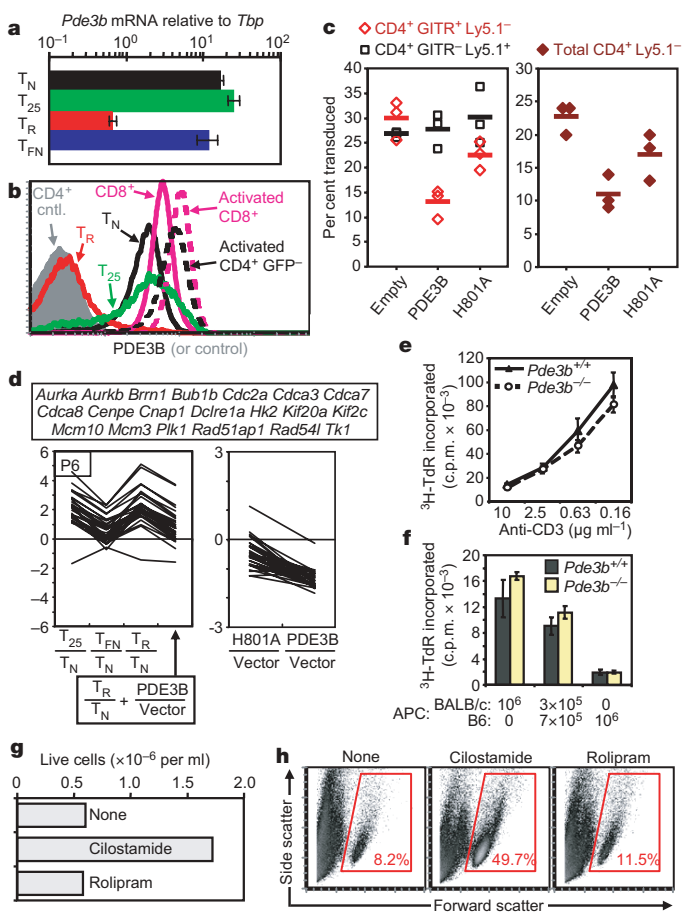 a
Pde3b mRNA relative to Tbp
10⁻¹ 10⁰ 10¹ 10²
T_N
T_25
T_R
T_FN
b
CD4⁺ cntl.
T_R
T_25
T_N
CD8⁺
Activated CD8⁺
Activated CD4⁺ GFP⁻
PDE3B (or control)
c
CD4⁺ GITR⁺ Ly5.1⁻
CD4⁺ GITR⁻ Ly5.1⁺
Total CD4⁺ Ly5.1⁻
Per cent transduced
40
35
30
25
20
15
10
5
0
Empty
PDE3B
H801A
30
25
20
15
10
5
0
Empty
PDE3B
H801A
d
Aurka Aurkb Brrn1 Bub1b Cdc2a Cdca3 Cdca7
Cdca8 Cenpe Cnap1 Dclre1a Hk2 Kif20a Kif2c
Mcm10 Mcm3 Plk1 Rad51ap1 Rad54l Tk1
P6
6
4
2
0
−2
−4
−6
T_25/T_N T_FN/T_N T_R/T_N
T_R/T_N + PDE3B/Vector
3
0
−3
H801A/Vector PDE3B/Vector
e
Pde3b⁺/⁺
Pde3b⁻/⁻
³H-TdR incorporated
(c.p.m. × 10⁻³)
120
100
80
60
40
20
0
10 2.5 0.63 0.16
Anti-CD3 (µg ml⁻¹)
f
Pde3b⁺/⁺
Pde3b⁻/⁻
³H-TdR incorporated
(c.p.m. × 10⁻³)
20
16
12
8
4
0
APC:
BALB/c: 10⁶ 3×10⁵ 0
B6: 0 7×10⁵ 10⁶
g
Live cells (×10⁻⁶ per ml)
0 0.5 1.0 1.5 2.0
None
Cilostamide
Rolipram
h
None Cilostamide Rolipram
Side scatter
8.2% 49.7% 11.5%
Forward scatter